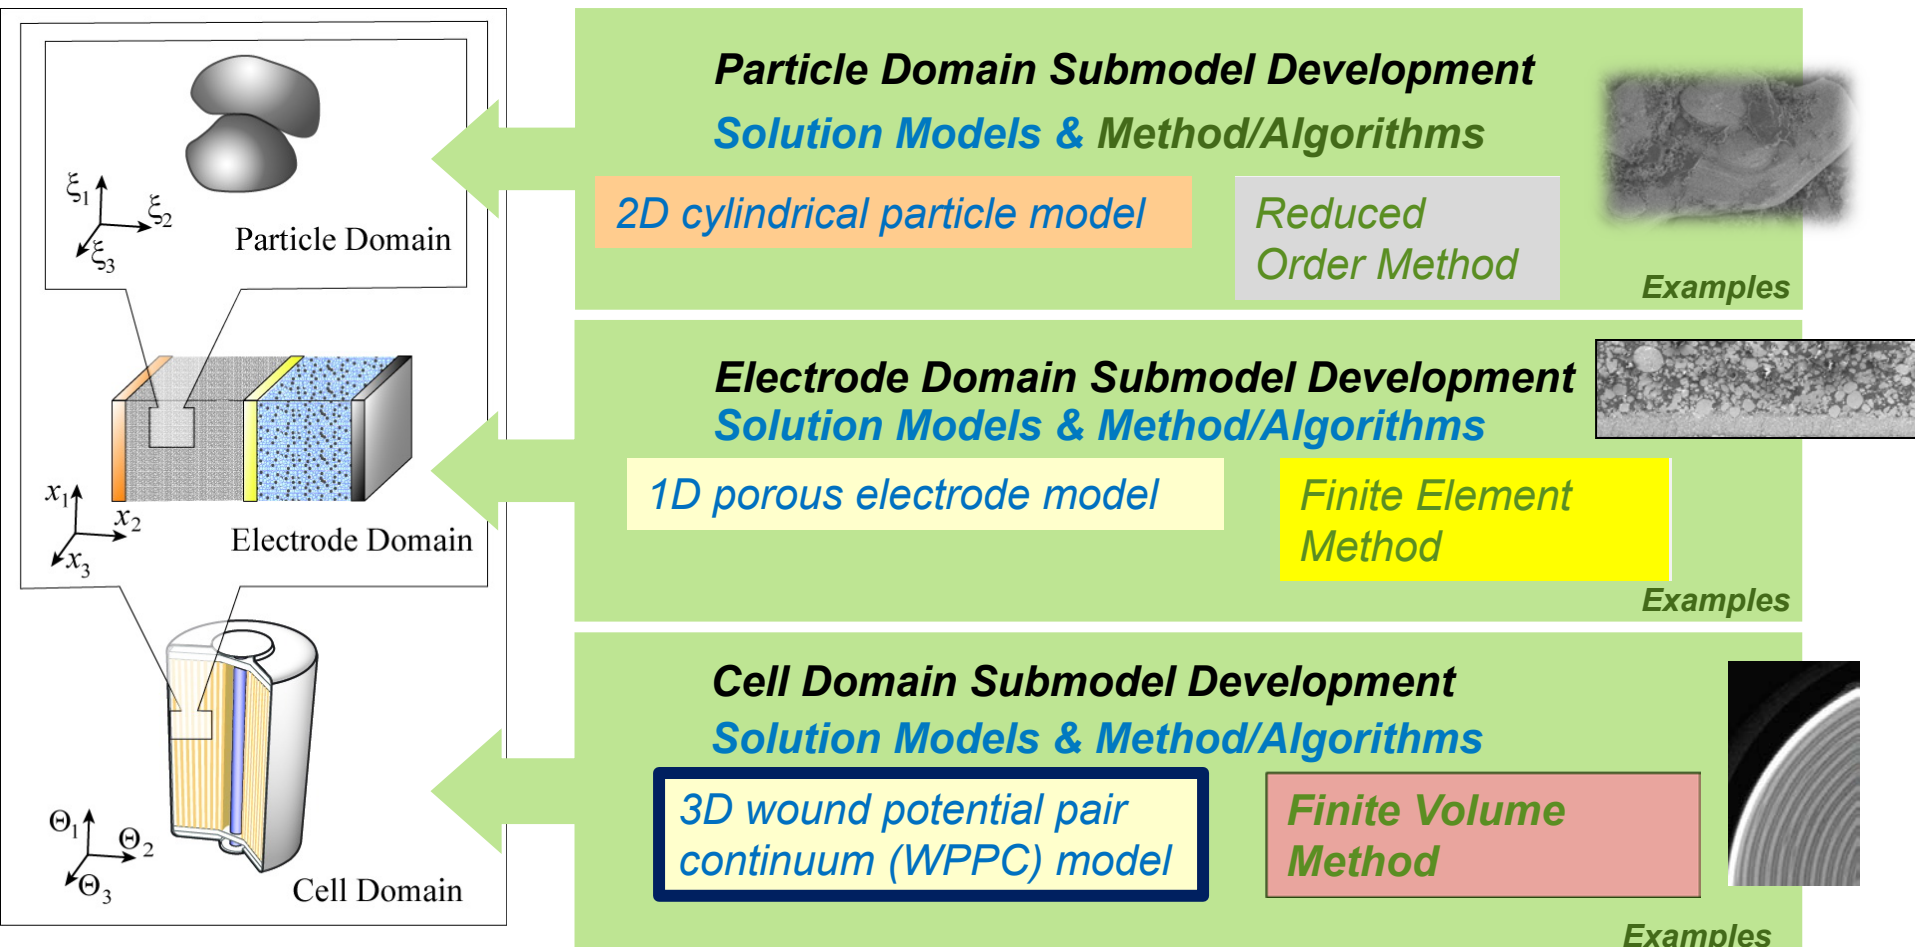 ξ1
ξ2
ξ3
Particle Domain
x1
x2
x3
Electrode Domain
Θ1
Θ2
Θ3
Cell Domain
Particle Domain Submodel Development
Solution Models & Method/Algorithms
2D cylindrical particle model
Reduced
Order Method
Examples
Electrode Domain Submodel Development
Solution Models & Method/Algorithms
1D porous electrode model
Finite Element
Method
Examples
Cell Domain Submodel Development
Solution Models & Method/Algorithms
3D wound potential pair
continuum (WPPC) model
Finite Volume
Method
Examples